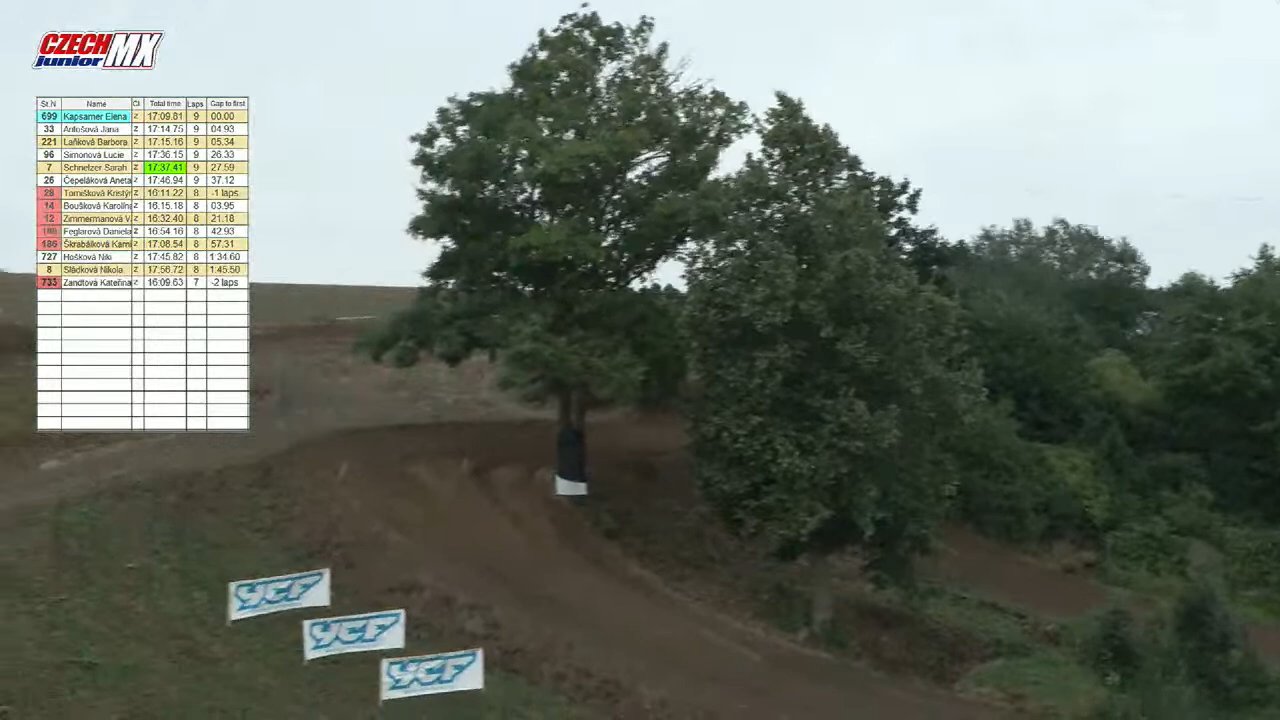 CZECH MX
junior
St.N Name Cl Total time Laps Gap to first
699 Kapsamer Elena z 17:09.81 9 00.00
33 Antošová Jana z 17:14.75 9 04.93
221 Laňková Barbora z 17:15.16 9 05.34
96 Simonová Lucie z 17:36.15 9 26.33
7 Schnelzer Sarah z 17:37.41 9 27.59
26 Čepeláková Aneta z 17:46.94 9 37.12
28 Tomišková Kristýn z 16:11.22 8 -1 laps
14 Boušková Karolína z 16:15.18 8 03.95
12 Zimmermanová V z 16:32.40 8 21.18
Feglarová Daniela z 16:54.16 8 42.93
186 Škrabálková Kami z 17:08.54 8 57.31
727 Hošková Niki z 17:45.82 8 1:34.60
8 Sládková Nikola z 17:56.72 8 1:45.50
733 Zandtová Kateřina z 16:09.63 7 -2 laps
YCF
YCF
YCF